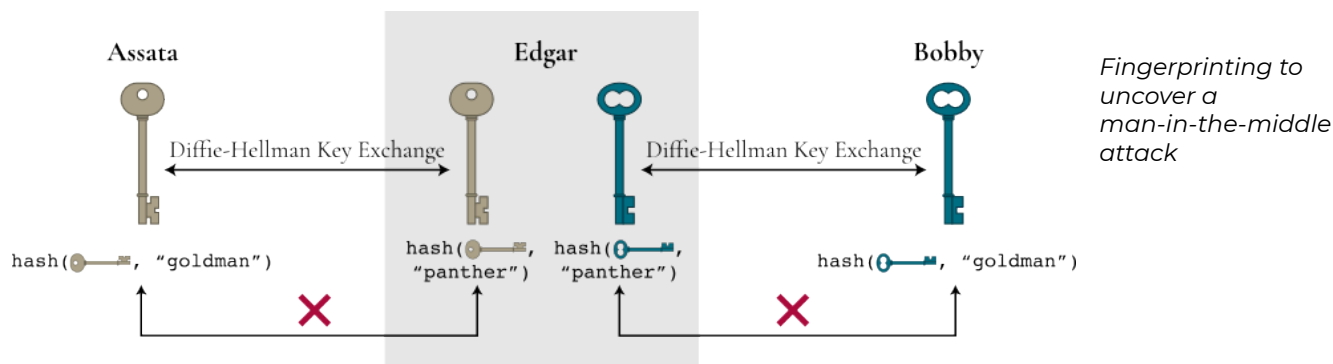 Assata
Edgar
Bobby
Fingerprinting to
uncover a
man-in-the-middle
attack
Diffie-Hellman Key Exchange
Diffie-Hellman Key Exchange
hash( , “goldman”)
hash( ,
“panther”)
hash( ,
“panther”)
hash( , “goldman”)